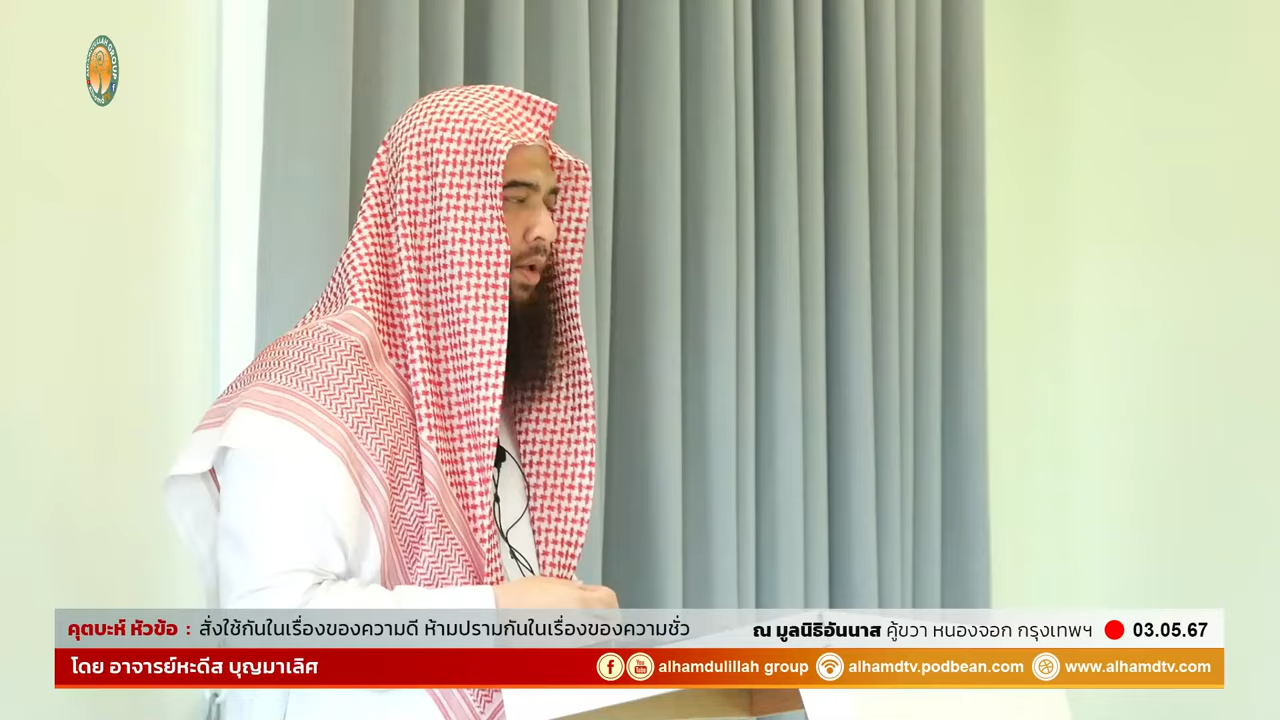 ALHAMDULILLAH GROUP
คุตบะห์ หัวข้อ : สั่งใช้กันในเรื่องของความดี ห้ามปรามกันในเรื่องของความชั่ว
ณ มูลนิธิอันนาส คู้ขวา หนองจอก กรุงเทพฯ 03.05.67
โดย อาจารย์หะดีส บุญมาเลิศ
f You Tube alhamdulillah group alhamdtv.podbean.com www.alhamdtv.com